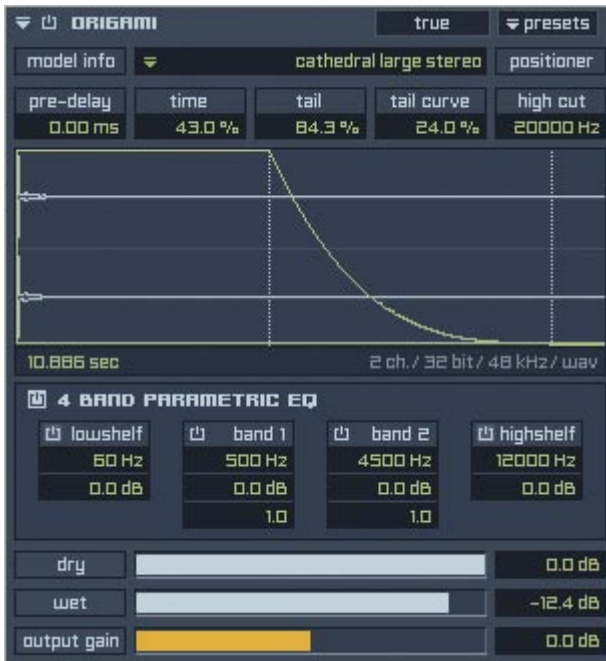 ORIGAMI true presets
model info cathedral large stereo positioner
pre-delay time tail tail curve high cut
0.00 ms 43.0 % 84.3 % 24.0 % 20000 Hz
10.886 sec 2 ch. / 32 bit / 48 kHz / wav
4 BAND PARAMETRIC EQ
lowshelf band 1 band 2 highshelf
60 Hz 500 Hz 4500 Hz 12000 Hz
0.0 dB 0.0 dB 0.0 dB 0.0 dB
1.0 1.0
dry 0.0 dB
wet -12.4 dB
output gain 0.0 dB